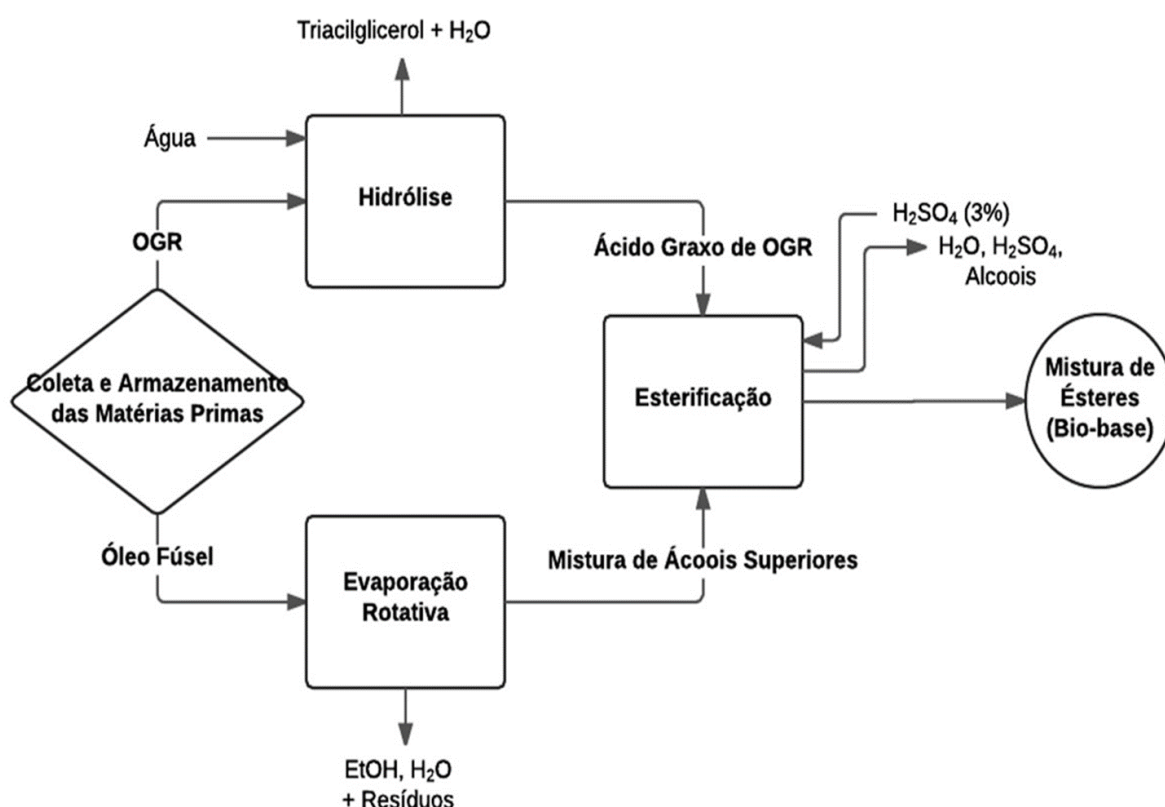 Triacilglicerol + H₂O
Água
Hidrólise
OGR
H₂SO₄ (3%)
Ácido Graxo de OGR
H₂O, H₂SO₄,
Alcoois
Coleta e Armazenamento
das Matérias Primas
Esterificação
Mistura de
Ésteres
(Bio-base)
Óleo Fúsel
Mistura de Ácoois Superiores
Evaporação
Rotativa
EtOH, H₂O
+ Resíduos